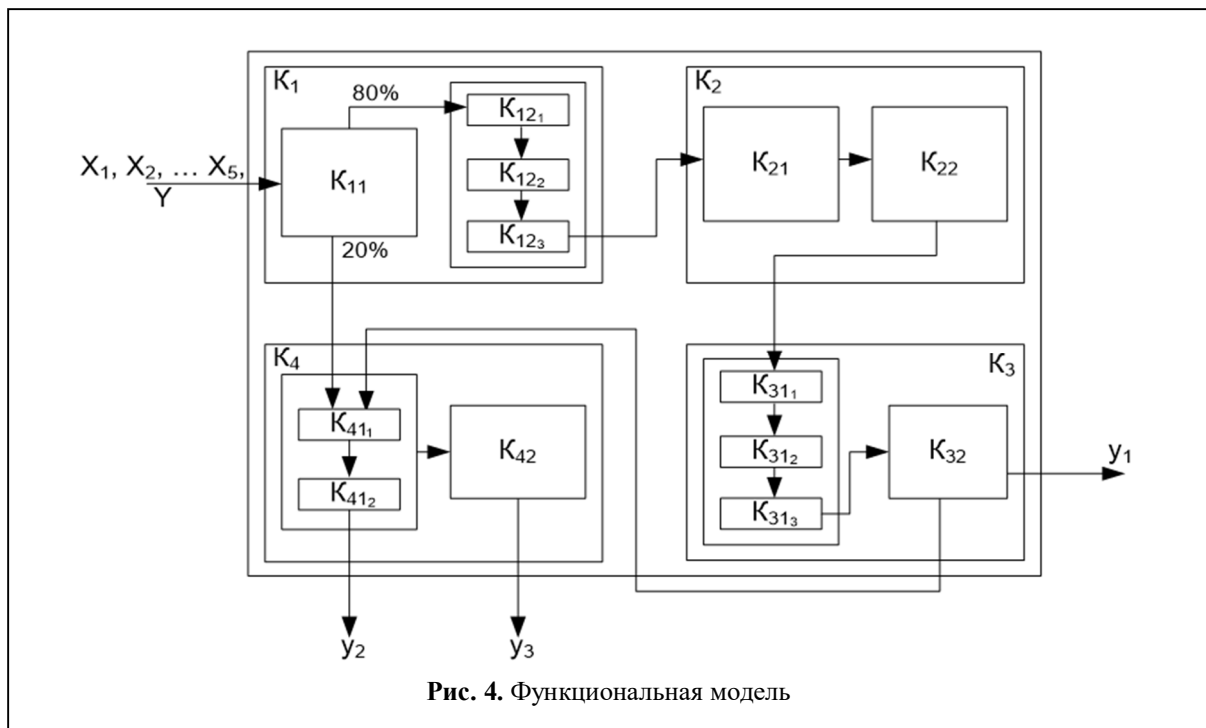 К₁
80%
К₁₂₁
X₁, X₂, ... X₅,
Y
К₁₁
К₁₂₂
К₁₂₃
20%
К₂
К₂₁
К₂₂
К₄
К₄₁₁
К₄₁₂
К₄₂
К₃
К₃₁₁
К₃₁₂
К₃₁₃
К₃₂
y₁
y₂
y₃
Рис. 4. Функциональная модель